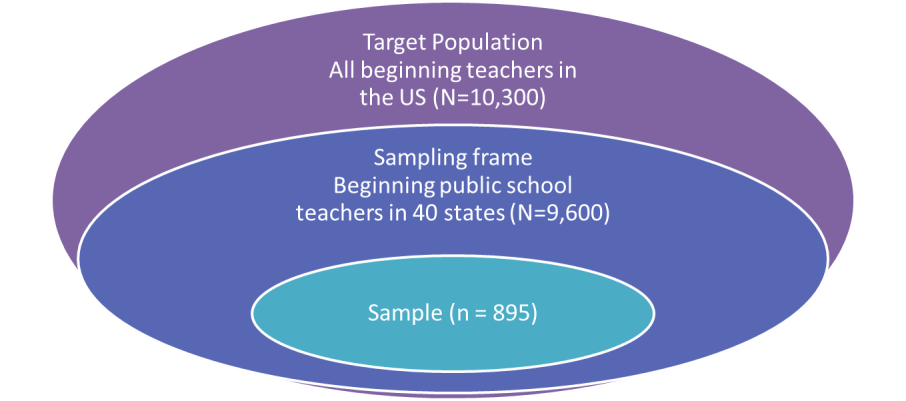 Target Population
All beginning teachers in
the US (N=10,300)
Sampling frame
Beginning public school
teachers in 40 states (N=9,600)
Sample (n = 895)